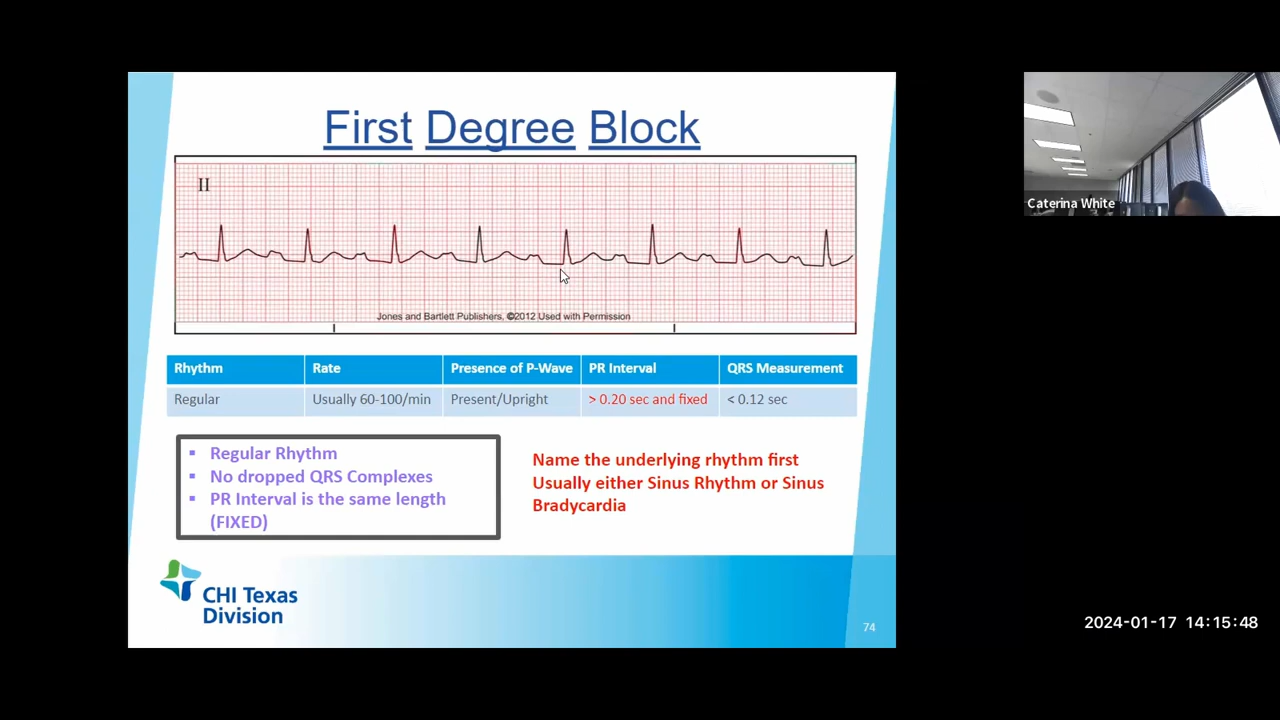 First Degree Block
II
Jones and Bartlett Publishers, ©2012 Used with Permission
Rhythm Rate Presence of P-Wave PR Interval QRS Measurement
Regular Usually 60-100/min Present/Upright > 0.20 sec and fixed < 0.12 sec
▪ Regular Rhythm
▪ No dropped QRS Complexes
▪ PR Interval is the same length
(FIXED)
Name the underlying rhythm first
Usually either Sinus Rhythm or Sinus
Bradycardia
CHI Texas
Division
74
Caterina White
2024-01-17 14:15:48